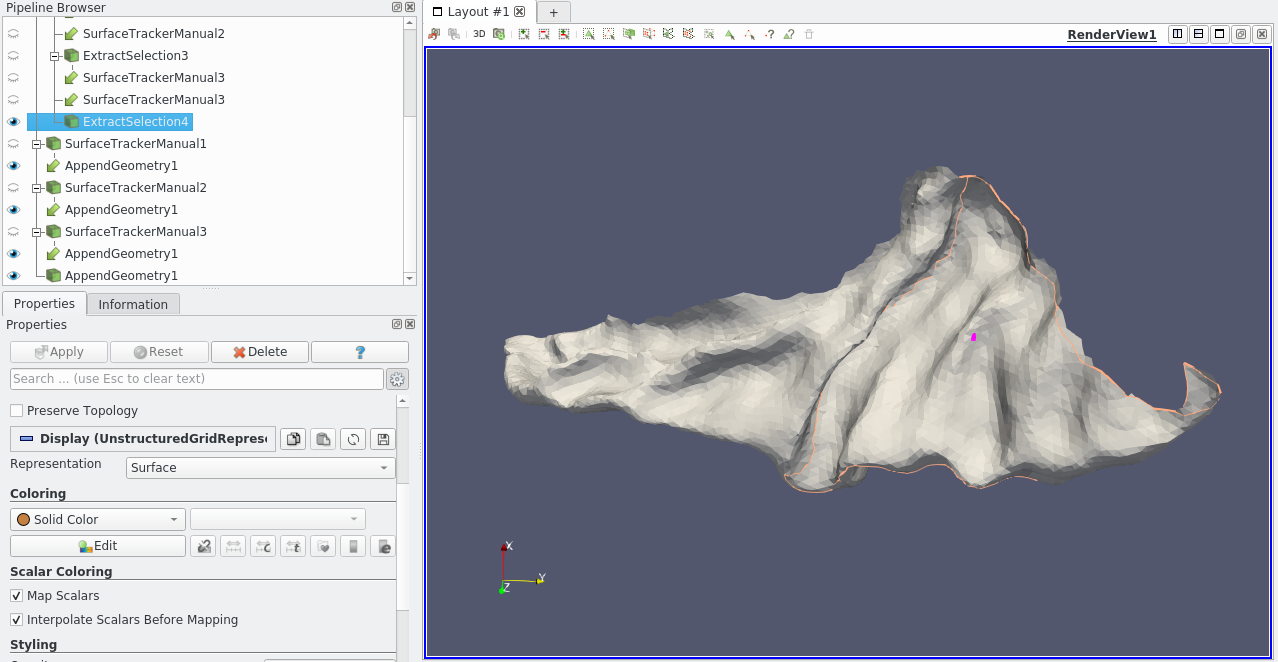 Pipeline Browser
SurfaceTrackerManual2
ExtractSelection3
SurfaceTrackerManual3
SurfaceTrackerManual3
ExtractSelection4
SurfaceTrackerManual1
AppendGeometry1
SurfaceTrackerManual2
AppendGeometry1
SurfaceTrackerManual3
AppendGeometry1
AppendGeometry1
Properties
Information
Properties
Apply
Reset
Delete
?
Search ... (use Esc to clear text)
Preserve Topology
Display (UnstructuredGridReprese
Representation
Surface
Coloring
Solid Color
Edit
Scalar Coloring
Map Scalars
Interpolate Scalars Before Mapping
Styling
Layout #1
+
3D
RenderView1
X
Y
Z